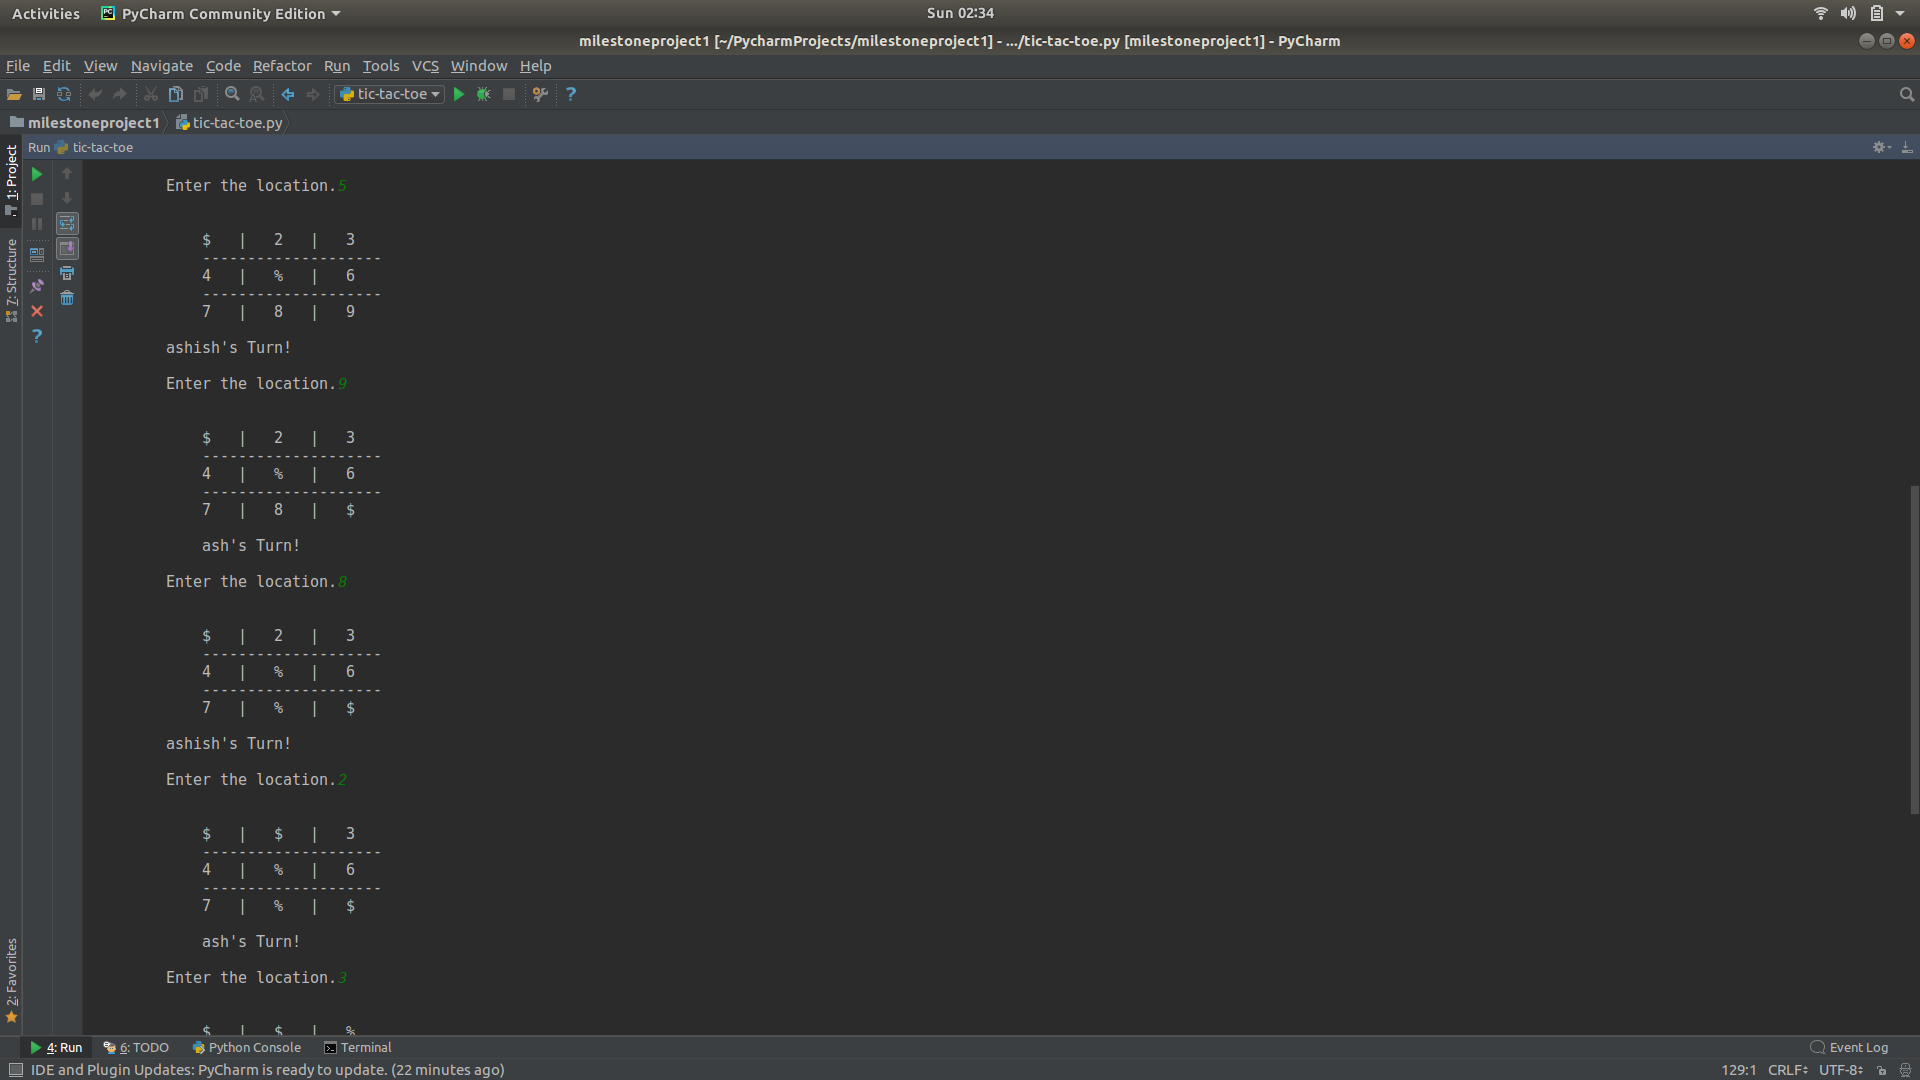 Activities PyCharm Community Edition Sun 02:34
milestoneproject1 [~/PycharmProjects/milestoneproject1] - .../tic-tac-toe.py [milestoneproject1] - PyCharm
File Edit View Navigate Code Refactor Run Tools VCS Window Help
tic-tac-toe
milestoneproject1 tic-tac-toe.py
Run tic-tac-toe
1: Project
7: Structure
2: Favorites
Enter the location.5
$ | 2 | 3
--------------------
4 | % | 6
--------------------
7 | 8 | 9
ashish's Turn!
Enter the location.9
$ | 2 | 3
--------------------
4 | % | 6
--------------------
7 | 8 | $
ash's Turn!
Enter the location.8
$ | 2 | 3
--------------------
4 | % | 6
--------------------
7 | % | $
ashish's Turn!
Enter the location.2
$ | $ | 3
--------------------
4 | % | 6
--------------------
7 | % | $
ash's Turn!
Enter the location.3
$ | $ | %
4: Run 6: TODO Python Console Terminal Event Log
IDE and Plugin Updates: PyCharm is ready to update. (22 minutes ago) 129:1 CRLF UTF-8